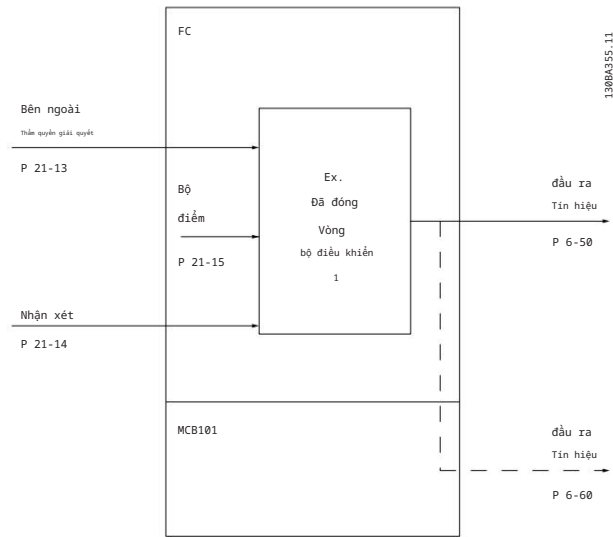 FC
130BA355.11
Bên ngoài
Thẩm quyền giải quyết
P 21-13
Bộ
điểm
P 21-15
Nhận xét
P 21-14
Ex.
Đã đóng
Vòng
bộ điều khiển
1
đầu ra
Tín hiệu
P 6-50
MCB101
đầu ra
Tín hiệu
P 6-60